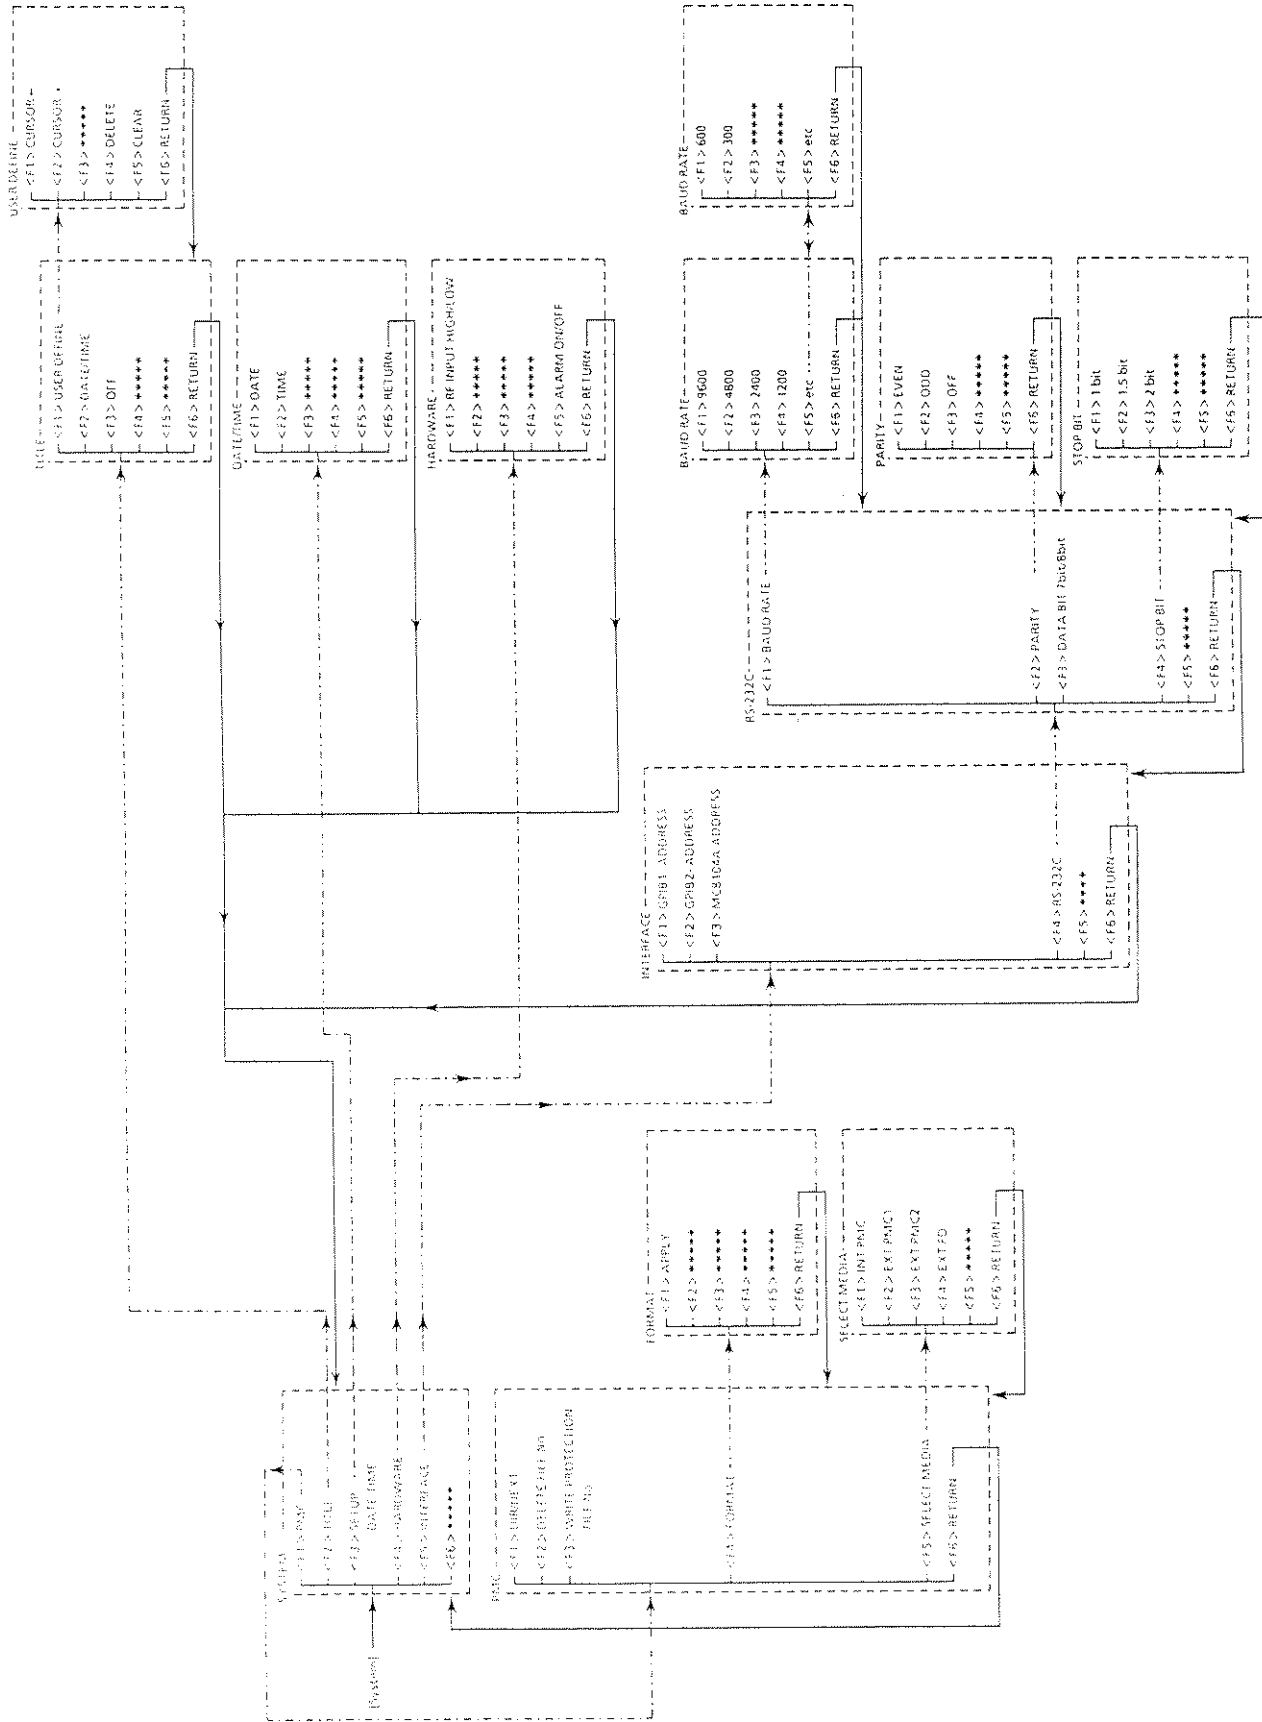 [System]
SYSTEM
<F1> PMC
<F2> TITLE
<F3> SETUP
DATE TIME
<F4> HARDWARE
<F5> INTERFACE
<F6> *****
PMC
<F2> DELETE FILE No
<F3> WRITE PROTECTION
FILE No
<F4> FORMAT
<F5> SELECT MEDIA
<F6> RETURN
FORMAT
<F1> APPLY
<F2> *****
<F3> *****
<F4> *****
<F5> *****
<F6> RETURN
SELECT MEDIA
<F1> INT PMC
<F2> EXT PMC1
<F3> EXT PMC2
<F4> EXT FD
<F5> *****
<F6> RETURN
TITLE
<F1> USER DEFINE
<F2> DATE/TIME
<F3> OFF
<F4> *****
<F5> *****
<F6> RETURN
USER DEFINE
<F1> CURSOR ←
<F2> CURSOR
<F3> *****
<F4> DELETE
<F5> CLEAR
<F6> RETURN
DATE/TIME
<F1> DATE
<F2> TIME
<F3> *****
<F4> *****
<F5> *****
<F6> RETURN
HARDWARE
<F1> RF INPUT HIGH/LOW
<F2> *****
<F3> *****
<F4> *****
<F5> ALARM ON/OFF
<F6> RETURN
INTERFACE
<F1> GPIB1 ADDRESS
<F2> GPIB2 ADDRESS
<F3> MC8104A ADDRESS
<F4> RS-232C
<F5> ****
<F6> RETURN
RS-232C
<F1> BAUD RATE
<F2> PARITY
<F3> DATA BIT 7bit/8bit
<F4> STOP BIT
<F5> *****
<F6> RETURN
BAUD RATE
<F1> 9600
<F2> 4800
<F3> 2400
<F4> 1200
<F5> etc
<F6> RETURN
BAUD RATE
<F1> 600
<F2> 300
<F3> *****
<F4> *****
<F5> etc
<F6> RETURN
PARITY
<F1> EVEN
<F2> ODD
<F3> OFF
<F4> *****
<F5> *****
<F6> RETURN
STOP BIT
<F1> 1 bit
<F2> 1.5 bit
<F3> 2 bit
<F4> *****
<F5> *****
<F6> RETURN